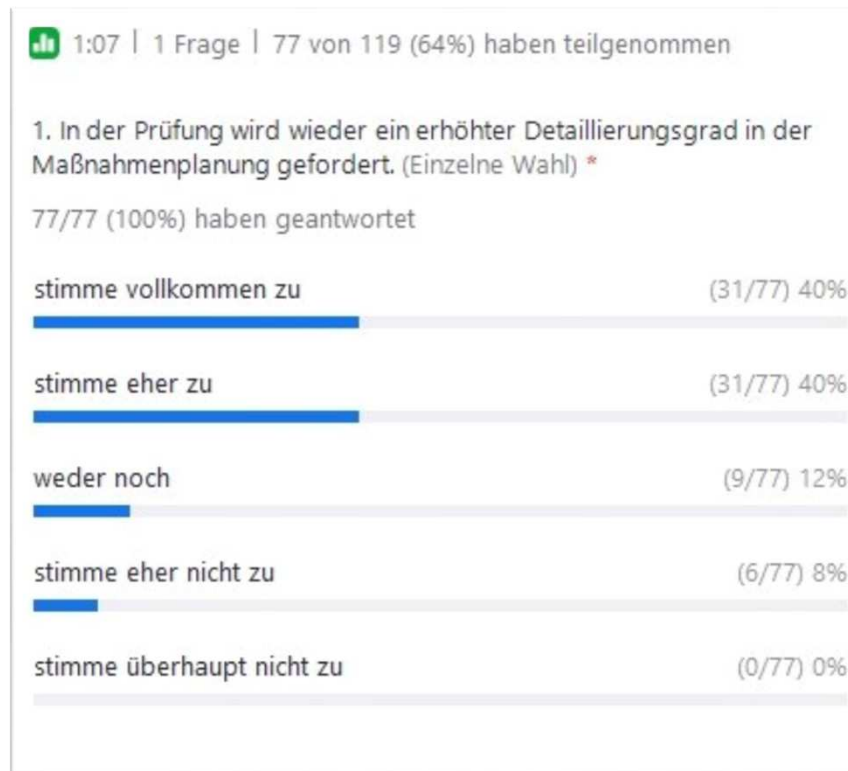 1:07 | 1 Frage | 77 von 119 (64%) haben teilgenommen
1. In der Prüfung wird wieder ein erhöhter Detaillierungsgrad in der
Maßnahmenplanung gefordert. (Einzelne Wahl) *
77/77 (100%) haben geantwortet
stimme vollkommen zu (31/77) 40%
stimme eher zu (31/77) 40%
weder noch (9/77) 12%
stimme eher nicht zu (6/77) 8%
stimme überhaupt nicht zu (0/77) 0%